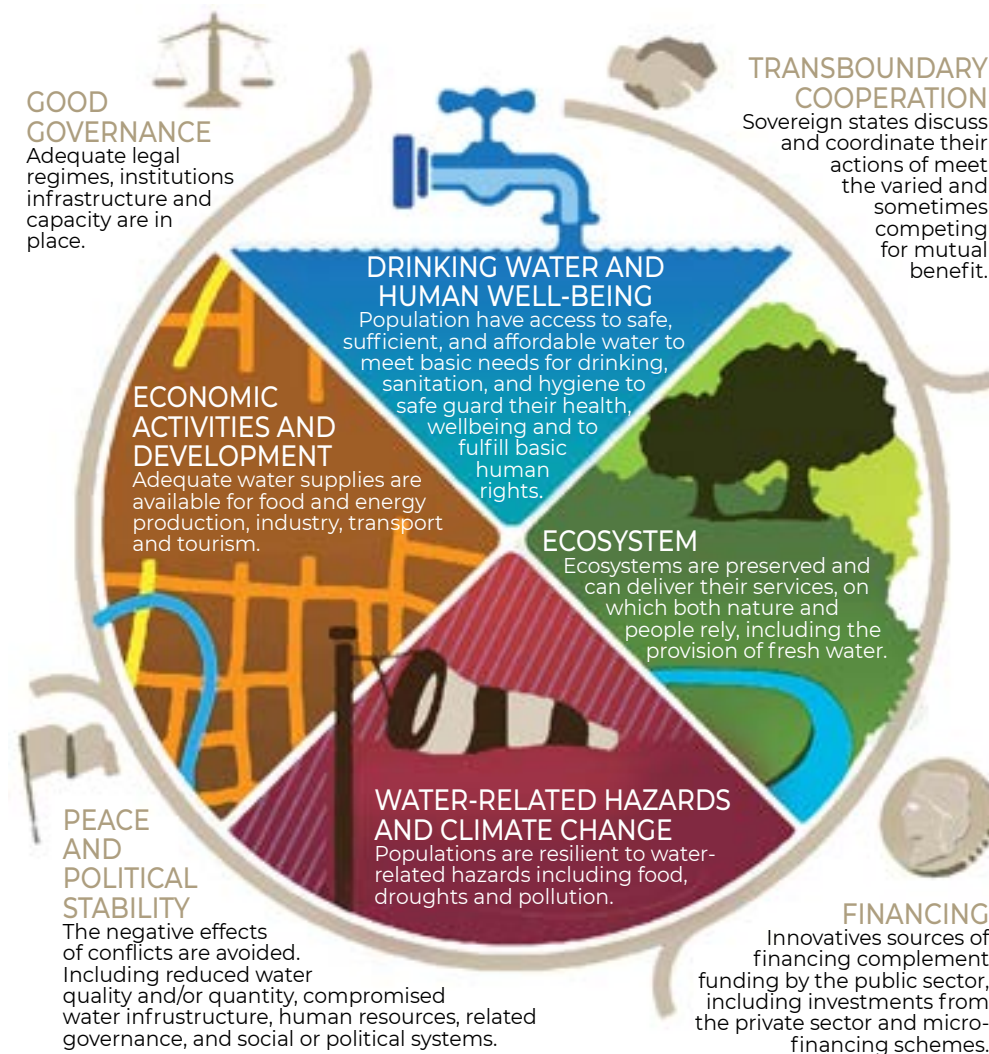 GOOD
GOVERNANCE
Adequate legal
regimes, institutions
infrastructure and
capacity are in
place.
TRANSBOUNDARY
COOPERATION
Sovereign states discuss
and coordinate their
actions of meet
the varied and
sometimes
competing
for mutual
benefit.
DRINKING WATER AND
HUMAN WELL-BEING
Population have access to safe,
sufficient, and affordable water to
meet basic needs for drinking,
sanitation, and hygiene to
safe guard their health,
wellbeing and to
fulfill basic
human
rights.
ECONOMIC
ACTIVITIES AND
DEVELOPMENT
Adequate water supplies are
available for food and energy
production, industry, transport
and tourism.
ECOSYSTEM
Ecosystems are preserved and
can deliver their services, on
which both nature and
people rely, including the
provision of fresh water.
WATER-RELATED HAZARDS
AND CLIMATE CHANGE
Populations are resilient to water-
related hazards including food,
droughts and pollution.
PEACE
AND
POLITICAL
STABILITY
The negative effects
of conflicts are avoided.
Including reduced water
quality and/or quantity, compromised
water infrustructure, human resources, related
governance, and social or political systems.
FINANCING
Innovatives sources of
financing complement
funding by the public sector,
including investments from
the private sector and micro-
financing schemes.